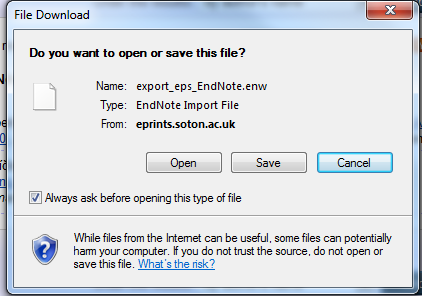 File Download
Do you want to open or save this file?
Name: export_eps_EndNote.enw
Type: EndNote Import File
From: eprints.soton.ac.uk
Open Save Cancel
Always ask before opening this type of file
While files from the Internet can be useful, some files can potentially
harm your computer. If you do not trust the source, do not open or
save this file. What's the risk?